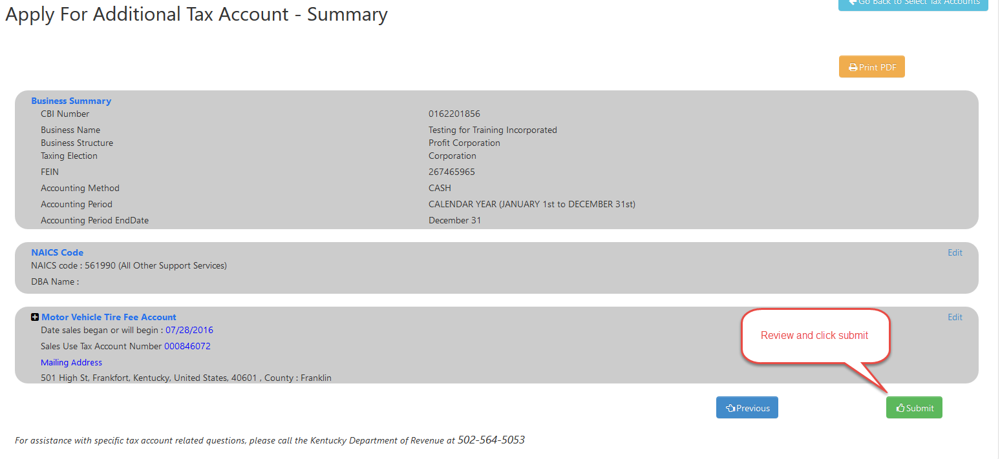 Apply For Additional Tax Account - Summary
Go Back to Select Tax Accounts
Print PDF
Business Summary
CBI Number 0162201856
Business Name Testing for Training Incorporated
Business Structure Profit Corporation
Taxing Election Corporation
FEIN 267465965
Accounting Method CASH
Accounting Period CALENDAR YEAR (JANUARY 1st to DECEMBER 31st)
Accounting Period EndDate December 31
NAICS Code Edit
NAICS code : 561990 (All Other Support Services)
DBA Name :
Motor Vehicle Tire Fee Account Edit
Date sales began or will begin : 07/28/2016
Sales Use Tax Account Number 000846072
Mailing Address
501 High St, Frankfort, Kentucky, United States, 40601 , County : Franklin
Review and click submit
Previous
Submit
For assistance with specific tax account related questions, please call the Kentucky Department of Revenue at 502-564-5053